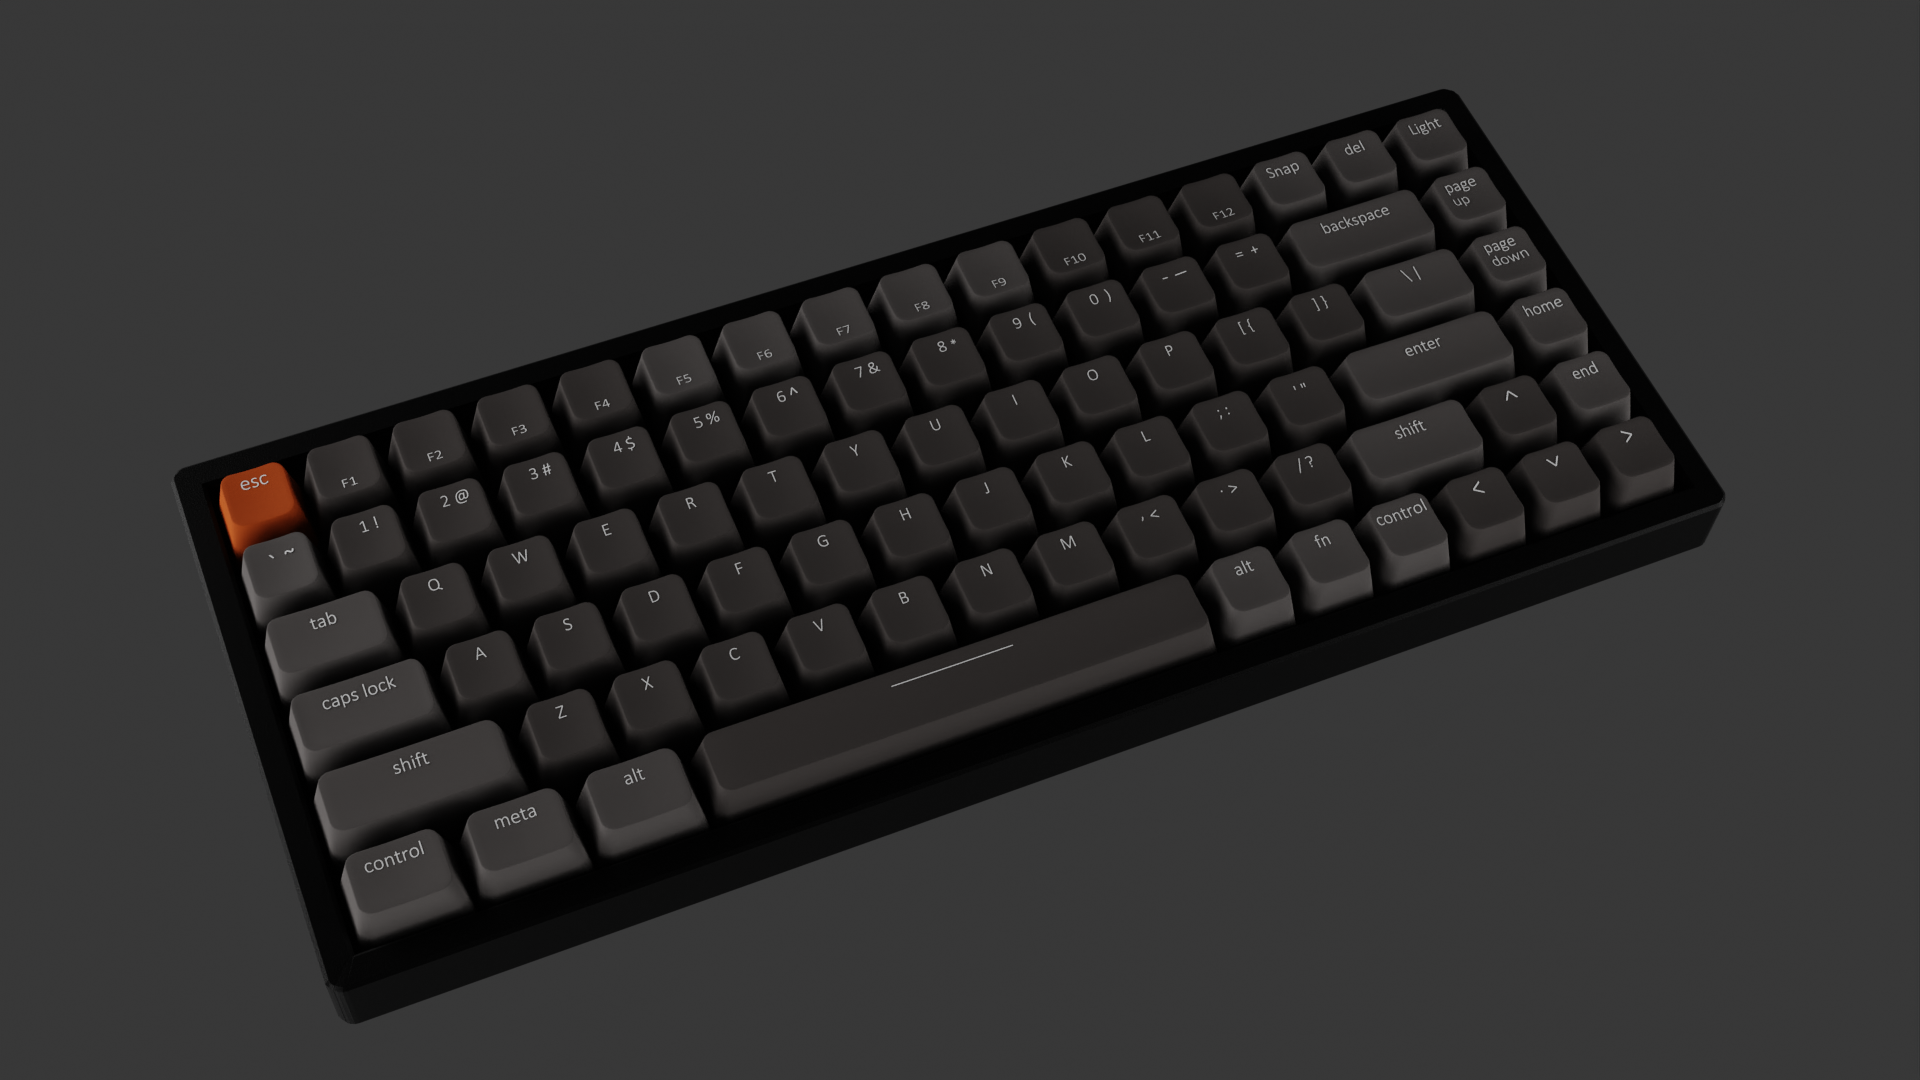 esc F1 F2 F3 F4 F5 F6 F7 F8 F9 F10 F11 F12 Snap del Light
` ~ 1 ! 2 @ 3 # 4 $ 5 % 6 ^ 7 & 8 * 9 ( 0 ) - — = + backspace page up
tab Q W E R T Y U I O P [ { ] } \ | page down
caps lock A S D F G H J K L ; : ' " enter home
shift Z X C V B N M , < . > / ? shift ^ end
control meta alt alt fn control < v >